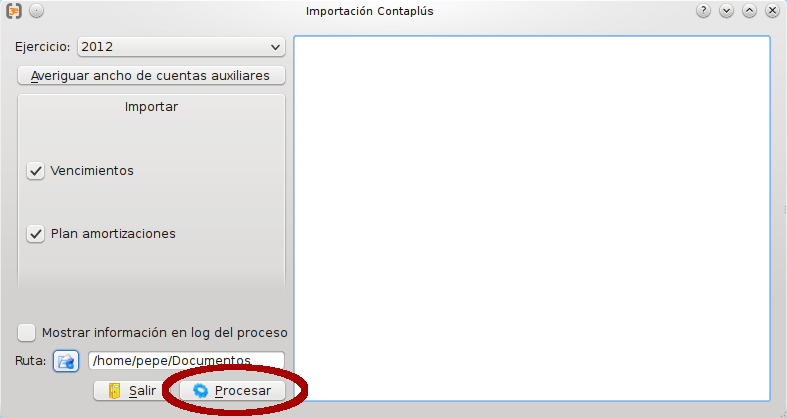 Importación Contaplús
Ejercicio: 2012
Averiguar ancho de cuentas auxiliares
Importar
Vencimientos
Plan amortizaciones
Mostrar información en log del proceso
Ruta: /home/pepe/Documentos
Salir Procesar